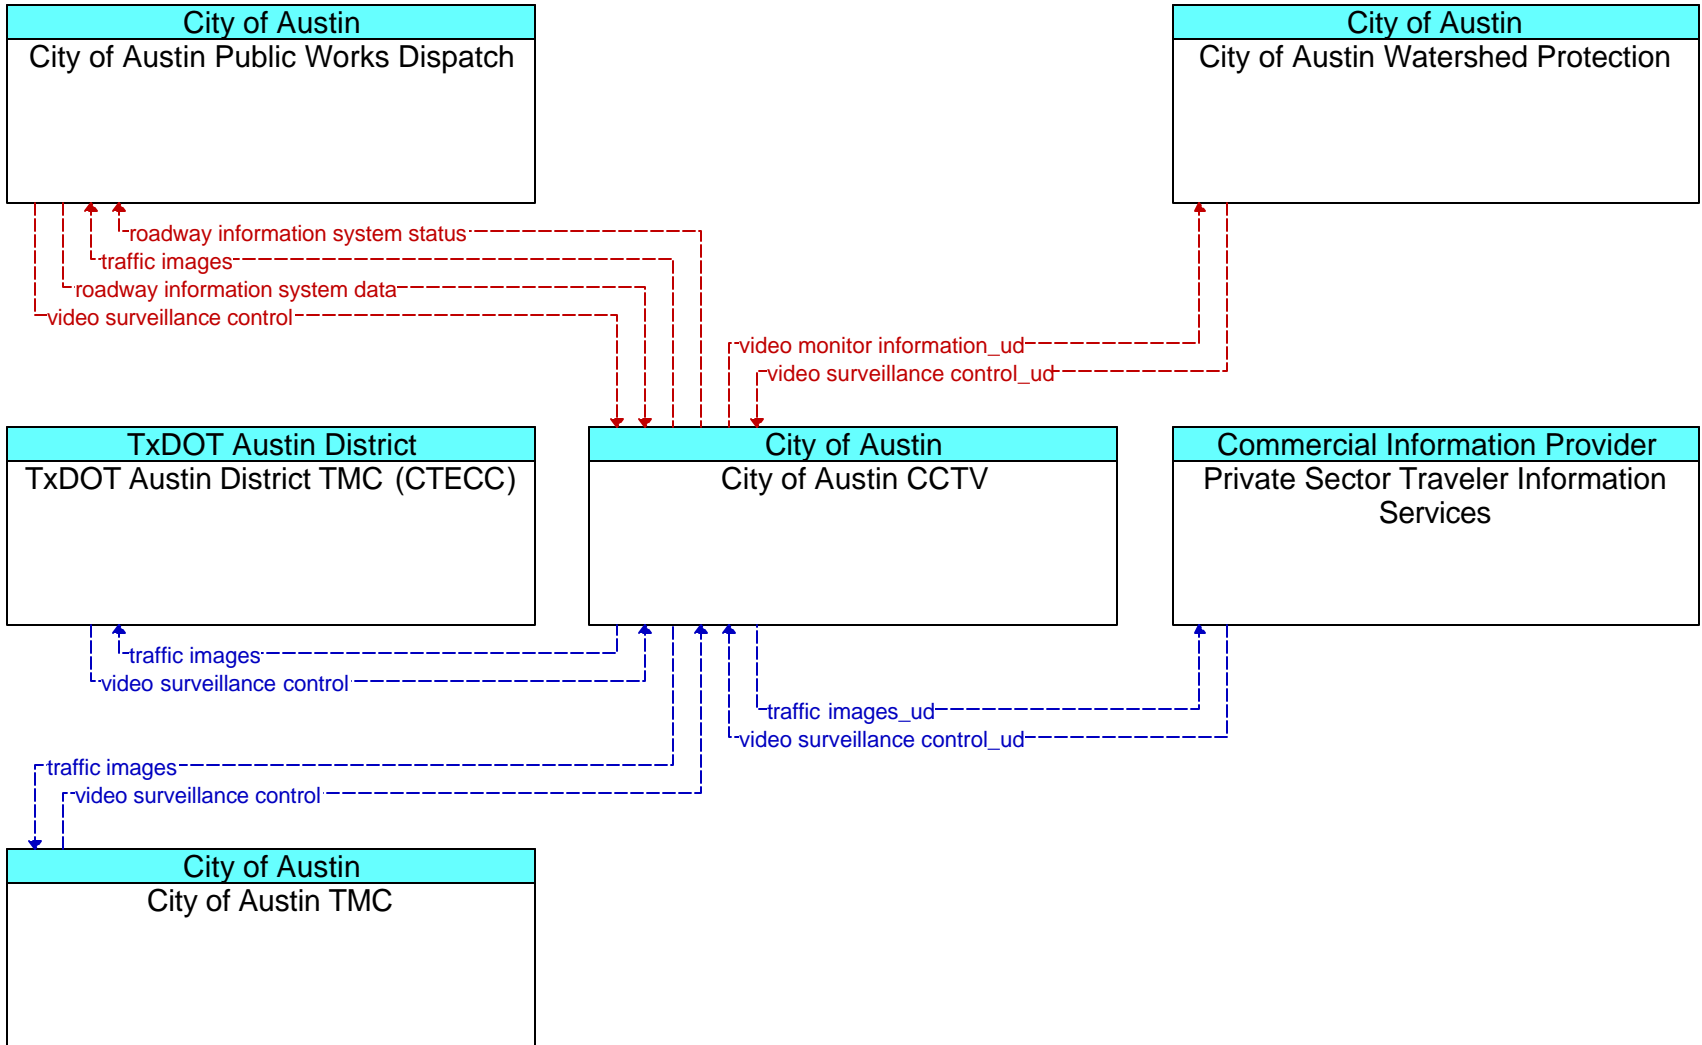 City of Austin
City of Austin Public Works Dispatch
City of Austin
City of Austin Watershed Protection
roadway information system status
traffic images
roadway information system data
video surveillance control
video monitor information_ud
video surveillance control_ud
TxDOT Austin District
TxDOT Austin District TMC (CTECC)
City of Austin
City of Austin CCTV
Commercial Information Provider
Private Sector Traveler Information
Services
traffic images
video surveillance control
traffic images_ud
video surveillance control_ud
traffic images
video surveillance control
City of Austin
City of Austin TMC